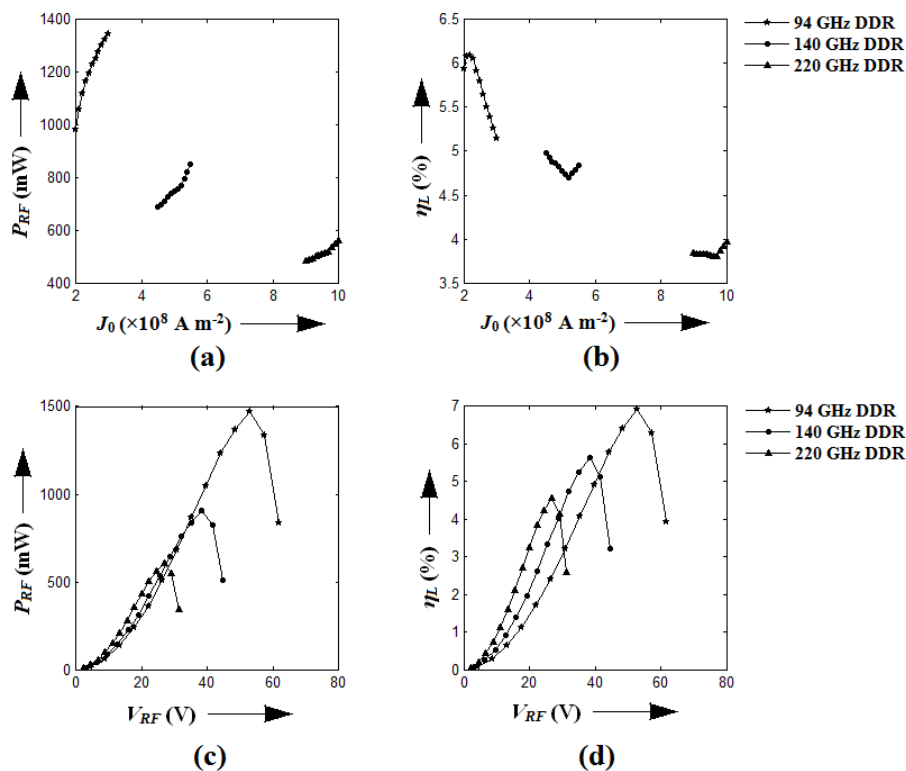 1400
1200
1000
800
600
400
2
4
6
8
10
P_RF (mW)
J_0 (×10^8 A m^-2)
(a)
6.5
6
5.5
5
4.5
4
3.5
2
4
6
8
10
η_L (%)
J_0 (×10^8 A m^-2)
(b)
94 GHz DDR
140 GHz DDR
220 GHz DDR
1500
1000
500
0
0
20
40
60
80
P_RF (mW)
V_RF (V)
(c)
7
6
5
4
3
2
1
0
0
20
40
60
80
η_L (%)
V_RF (V)
(d)
94 GHz DDR
140 GHz DDR
220 GHz DDR